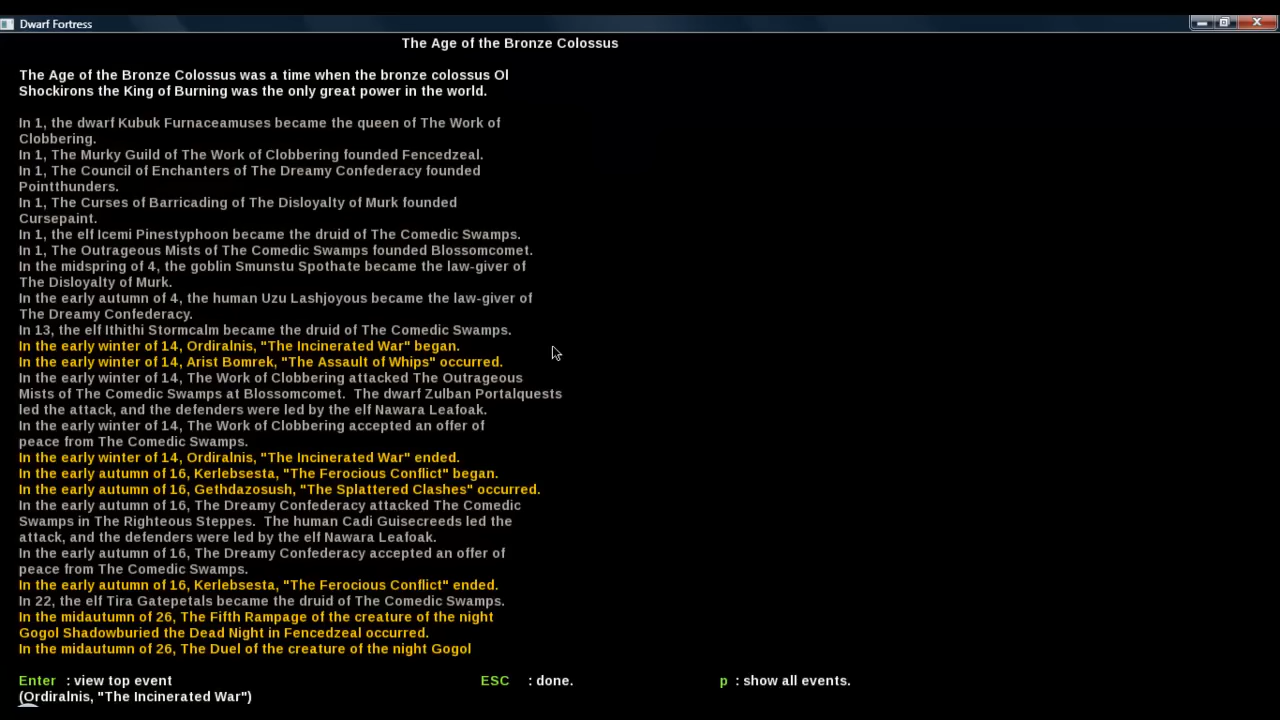 Dwarf Fortress
The Age of the Bronze Colossus
The Age of the Bronze Colossus was a time when the bronze colossus Ol
Shockirons the King of Burning was the only great power in the world.
In 1, the dwarf Kubuk Furnaceamuses became the queen of The Work of
Clobbering.
In 1, The Murky Guild of The Work of Clobbering founded Fencedzeal.
In 1, The Council of Enchanters of The Dreamy Confederacy founded
Pointthunders.
In 1, The Curses of Barricading of The Disloyalty of Murk founded
Cursepaint.
In 1, the elf Icemi Pinestyphoon became the druid of The Comedic Swamps.
In 1, The Outrageous Mists of The Comedic Swamps founded Blossomcomet.
In the midspring of 4, the goblin Smunstu Spothate became the law-giver of
The Disloyalty of Murk.
In the early autumn of 4, the human Uzu Lashjoyous became the law-giver of
The Dreamy Confederacy.
In 13, the elf Ithithi Stormcalm became the druid of The Comedic Swamps.
In the early winter of 14, Ordiralnis, "The Incinerated War" began.
In the early winter of 14, Arist Bomrek, "The Assault of Whips" occurred.
In the early winter of 14, The Work of Clobbering attacked The Outrageous
Mists of The Comedic Swamps at Blossomcomet.  The dwarf Zulban Portalquests
led the attack, and the defenders were led by the elf Nawara Leafoak.
In the early winter of 14, The Work of Clobbering accepted an offer of
peace from The Comedic Swamps.
In the early winter of 14, Ordiralnis, "The Incinerated War" ended.
In the early autumn of 16, Kerlebsesta, "The Ferocious Conflict" began.
In the early autumn of 16, Gethdazosush, "The Splattered Clashes" occurred.
In the early autumn of 16, The Dreamy Confederacy attacked The Comedic
Swamps in The Righteous Steppes.  The human Cadi Guisecreeds led the
attack, and the defenders were led by the elf Nawara Leafoak.
In the early autumn of 16, The Dreamy Confederacy accepted an offer of
peace from The Comedic Swamps.
In the early autumn of 16, Kerlebsesta, "The Ferocious Conflict" ended.
In 22, the elf Tira Gatepetals became the druid of The Comedic Swamps.
In the midautumn of 26, The Fifth Rampage of the creature of the night
Gogol Shadowburied the Dead Night in Fencedzeal occurred.
In the midautumn of 26, The Duel of the creature of the night Gogol
Enter : view top event ESC : done. p : show all events.
(Ordiralnis, "The Incinerated War")